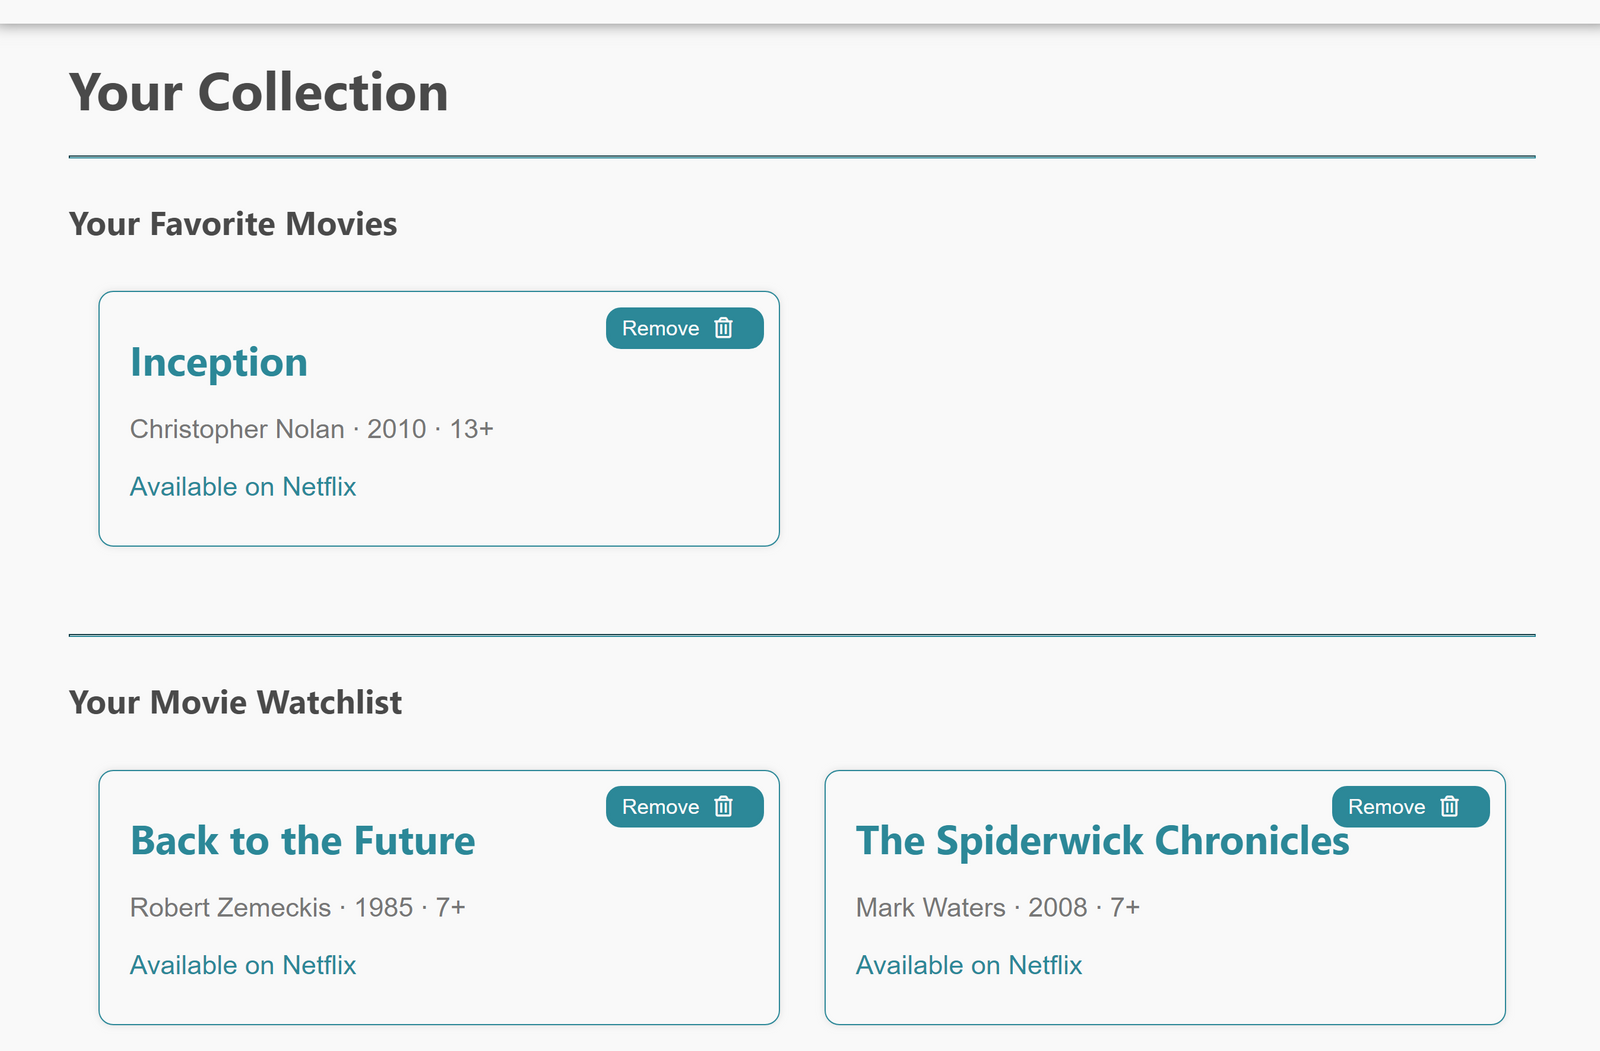 Your Collection
Your Favorite Movies
Remove
Inception
Christopher Nolan · 2010 · 13+
Available on Netflix
Your Movie Watchlist
Remove
Back to the Future
Robert Zemeckis · 1985 · 7+
Available on Netflix
Remove
The Spiderwick Chronicles
Mark Waters · 2008 · 7+
Available on Netflix